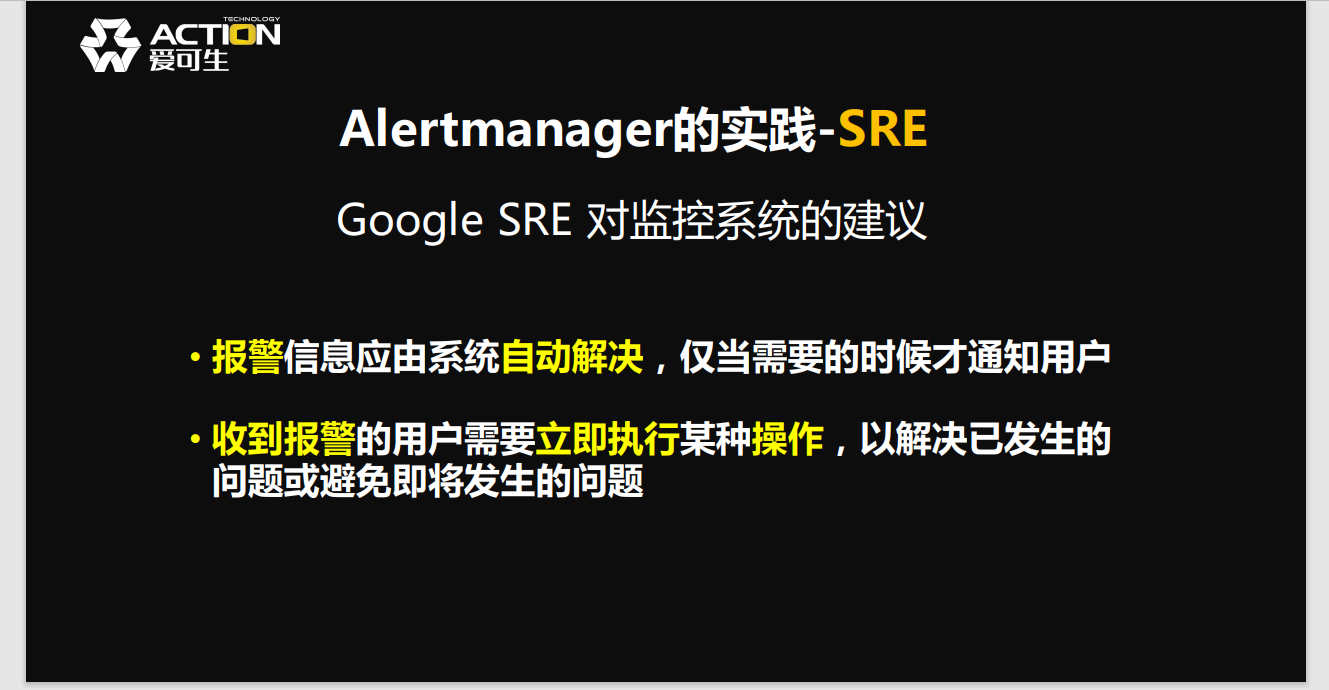 TECHNOLOGY
ACTION
爱可生
Alertmanager的实践-SRE
Google SRE 对监控系统的建议
• 报警信息应由系统自动解决，仅当需要的时候才通知用户
• 收到报警的用户需要立即执行某种操作，以解决已发生的
问题或避免即将发生的问题